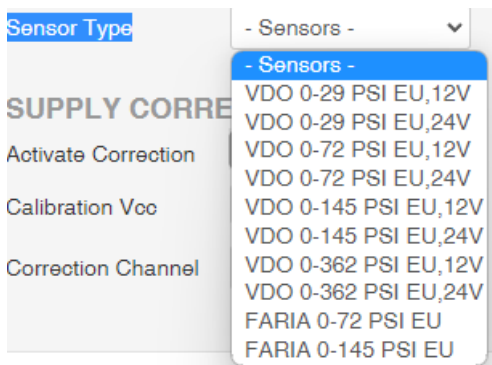 Sensor Type
- Sensors -
- Sensors -
VDO 0-29 PSI EU,12V
VDO 0-29 PSI EU,24V
VDO 0-72 PSI EU,12V
VDO 0-72 PSI EU,24V
VDO 0-145 PSI EU,12V
VDO 0-145 PSI EU,24V
VDO 0-362 PSI EU,12V
VDO 0-362 PSI EU,24V
FARIA 0-72 PSI EU
FARIA 0-145 PSI EU
SUPPLY CORRE
Activate Correction
Calibration Vcc
Correction Channel